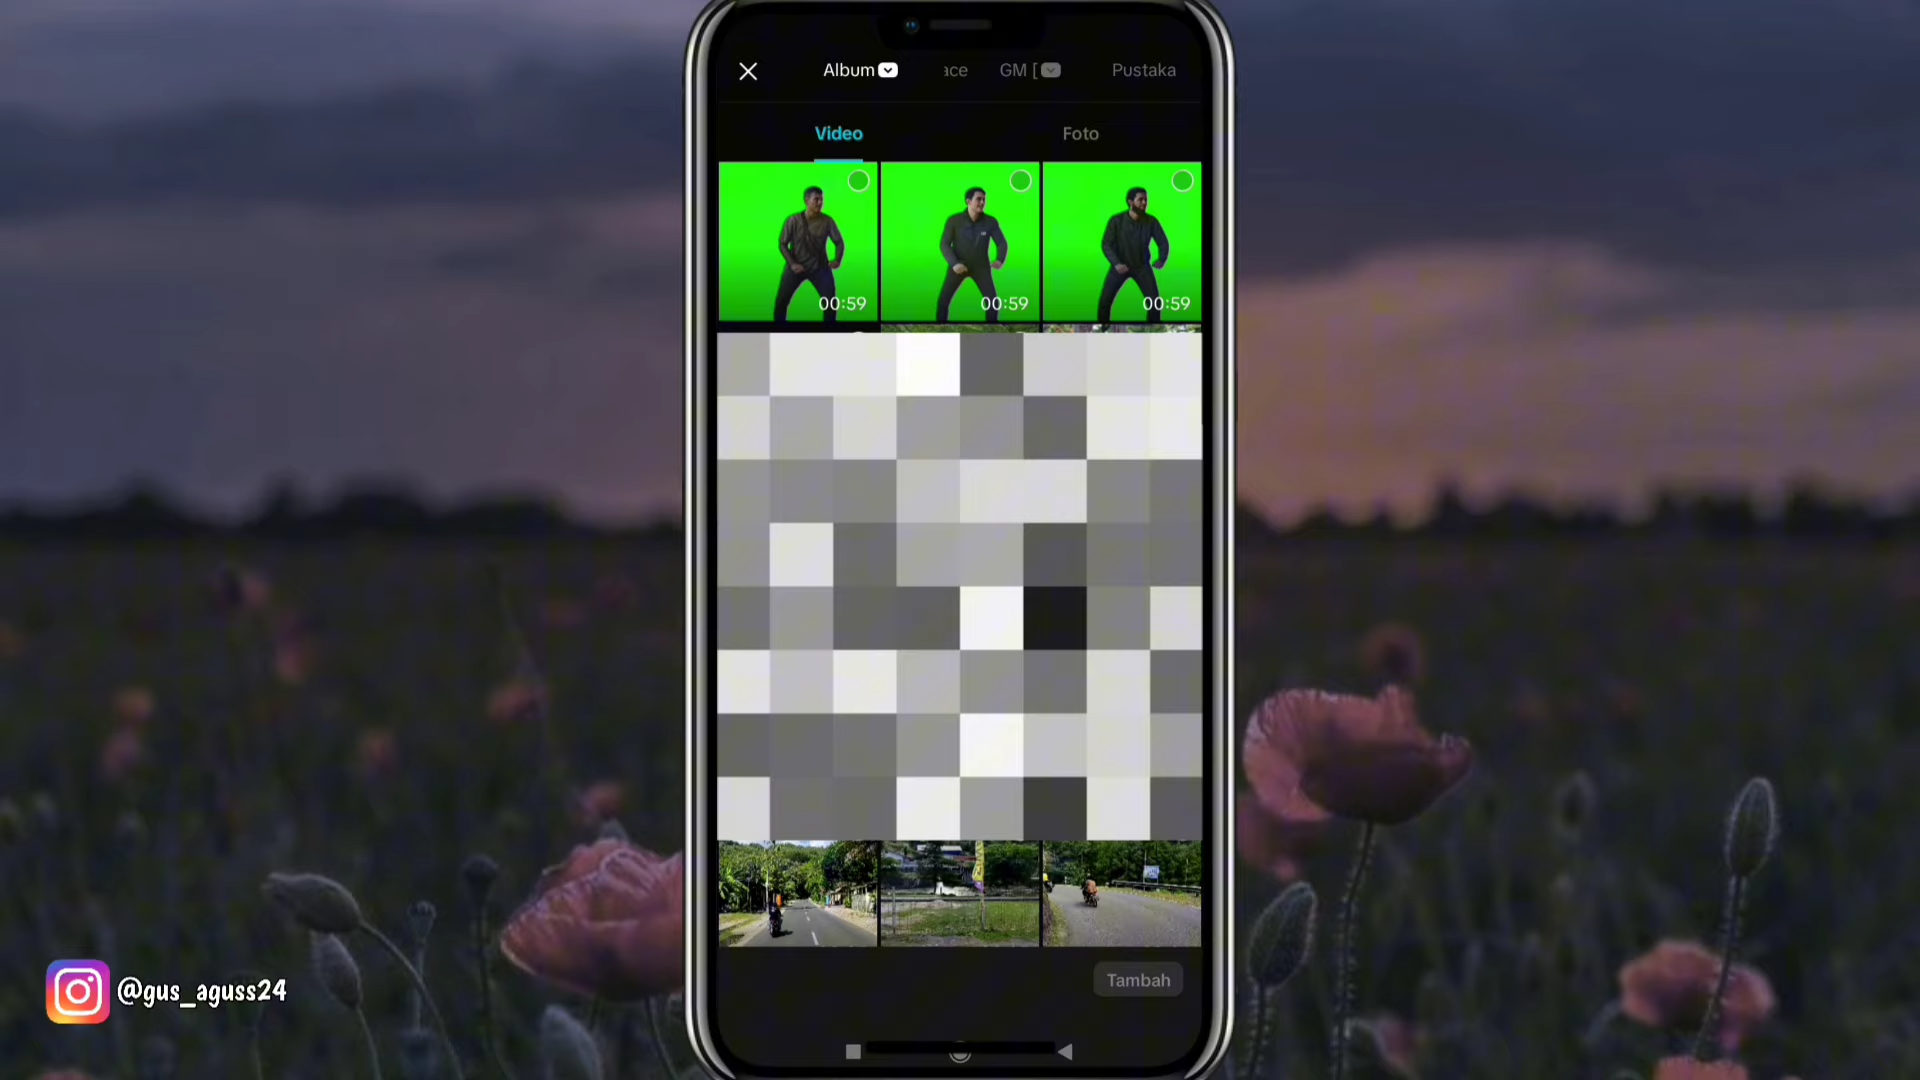 Album ace GM [ Pustaka
Video Foto
00:59 00:59 00:59
Tambah
@gus_aguss24